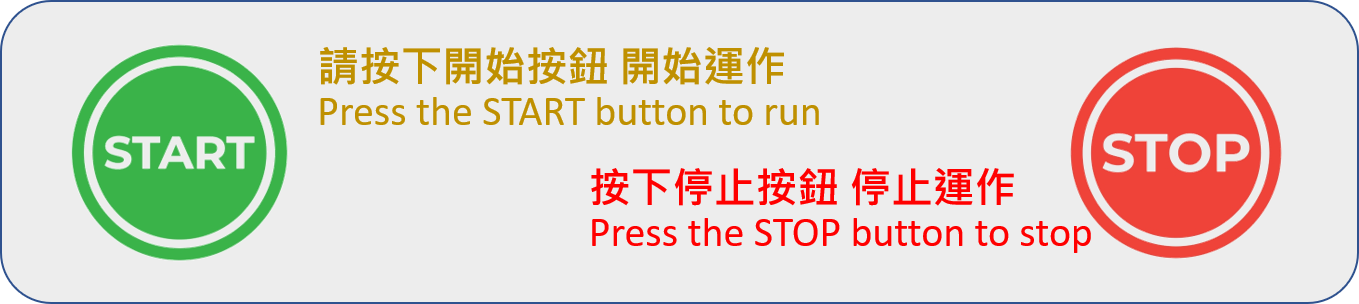 START
請按下開始按鈕 開始運作
Press the START button to run
按下停止按鈕 停止運作
Press the STOP button to stop
STOP